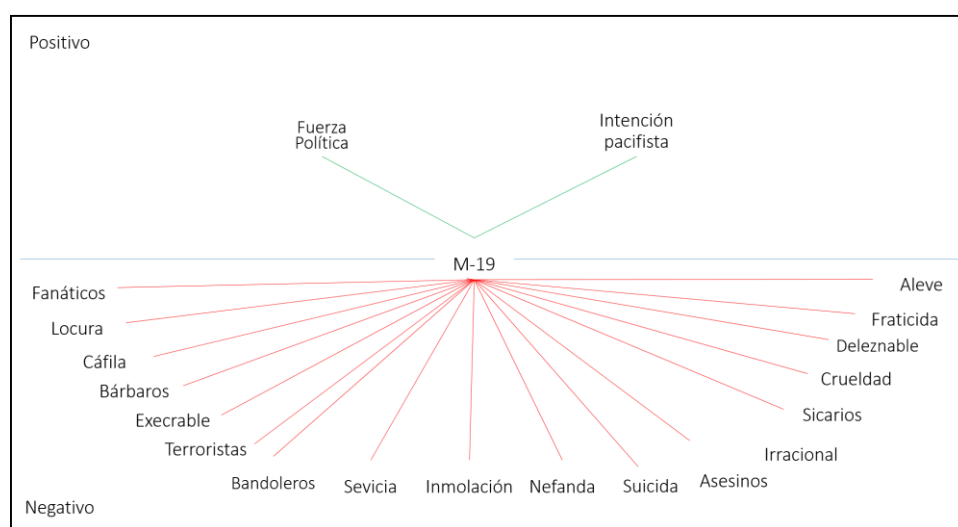 Positivo
Fuerza
Política
Intención
pacifista
M-19
Fanáticos
Aleve
Locura
Fraticida
Cáfila
Deleznable
Bárbaros
Crueldad
Execrable
Sicarios
Terroristas
Irracional
Bandoleros
Sevicia
Inmolación
Nefanda
Suicida
Asesinos
Negativo